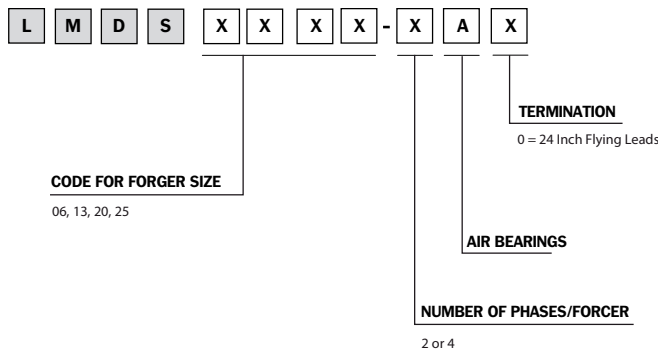 L M D S X X X X - X A X
TERMINATION
0 = 24 Inch Flying Leads
CODE FOR FORGER SIZE
06, 13, 20, 25
AIR BEARINGS
NUMBER OF PHASES/FORCER
2 or 4